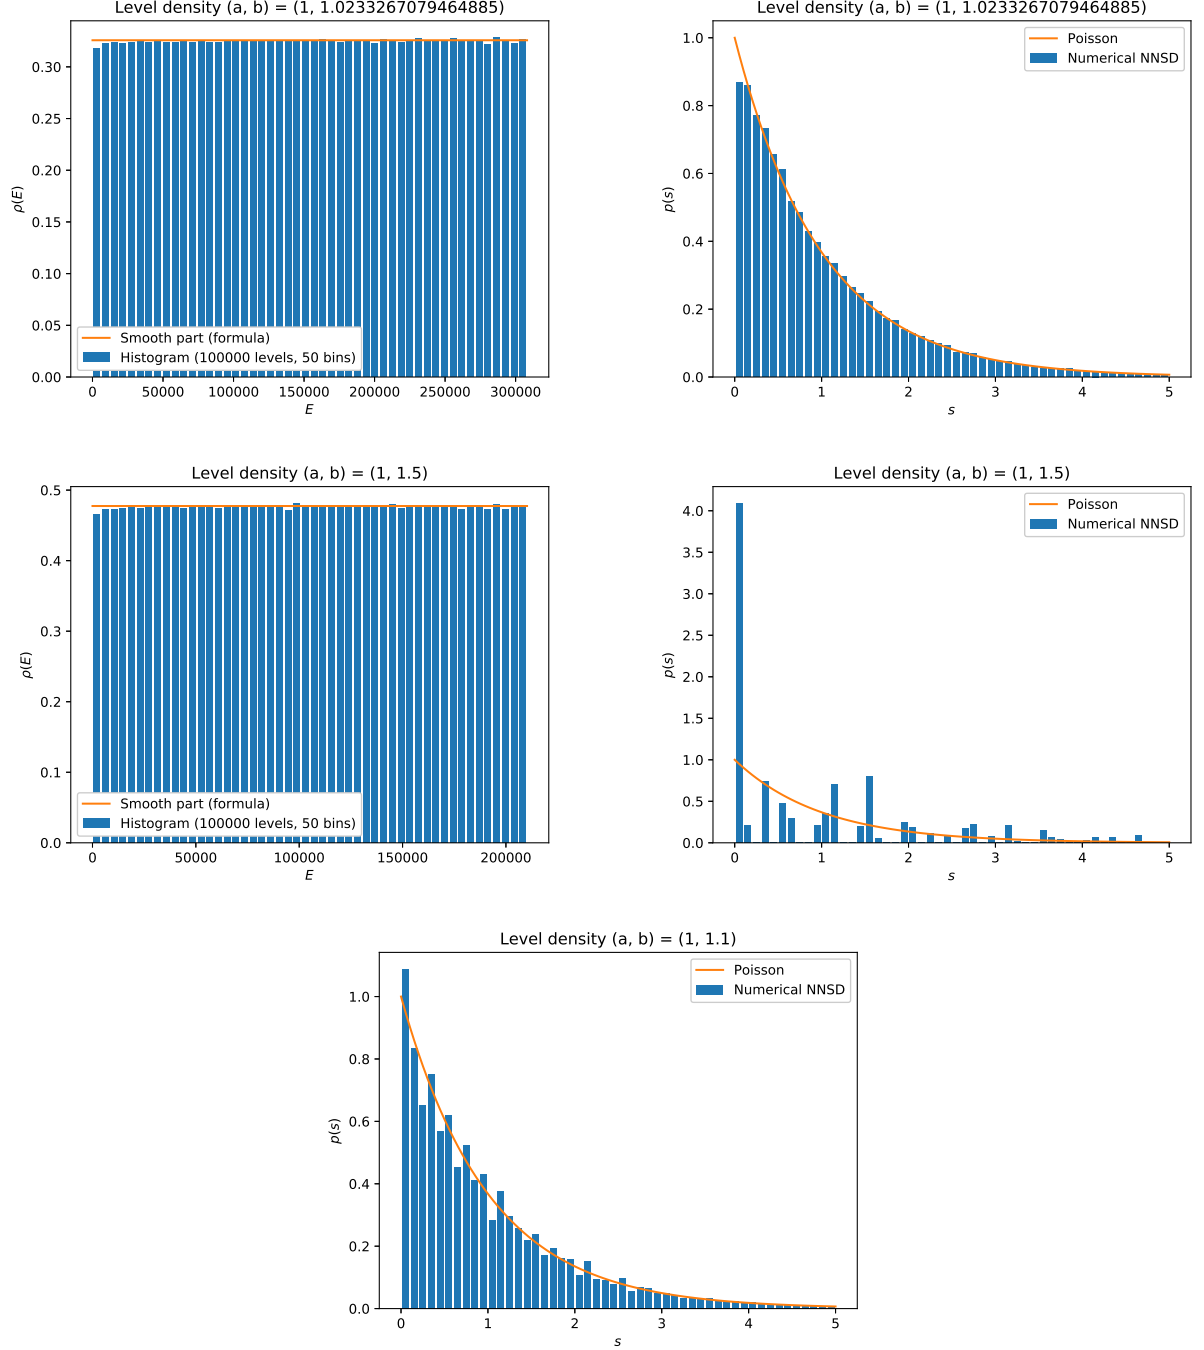 Level density (a, b) = (1, 1.0233267079464885)
0.30
0.25
0.20
0.15
0.10
0.05
0.00
ρ(E)
Smooth part (formula)
Histogram (100000 levels, 50 bins)
0 50000 100000 150000 200000 250000 300000
E
Level density (a, b) = (1, 1.0233267079464885)
1.0
0.8
0.6
0.4
0.2
0.0
p(s)
Poisson
Numerical NNSD
0 1 2 3 4 5
s
Level density (a, b) = (1, 1.5)
0.5
0.4
0.3
0.2
0.1
0.0
ρ(E)
Smooth part (formula)
Histogram (100000 levels, 50 bins)
0 50000 100000 150000 200000
E
Level density (a, b) = (1, 1.5)
4.0
3.5
3.0
2.5
2.0
1.5
1.0
0.5
0.0
p(s)
Poisson
Numerical NNSD
0 1 2 3 4 5
s
Level density (a, b) = (1, 1.1)
1.0
0.8
0.6
0.4
0.2
0.0
p(s)
Poisson
Numerical NNSD
0 1 2 3 4 5
s